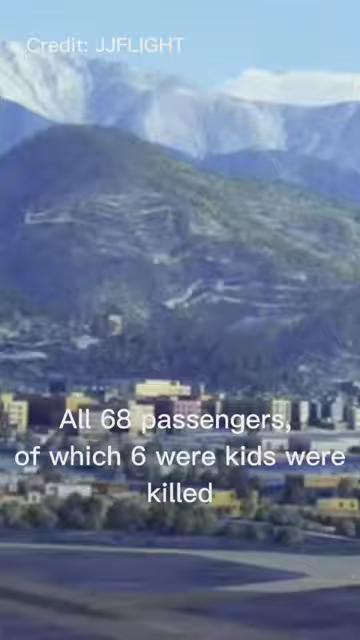 Credit: JJFLIGHT
All 68 passengers,
of which 6 were kids were
killed